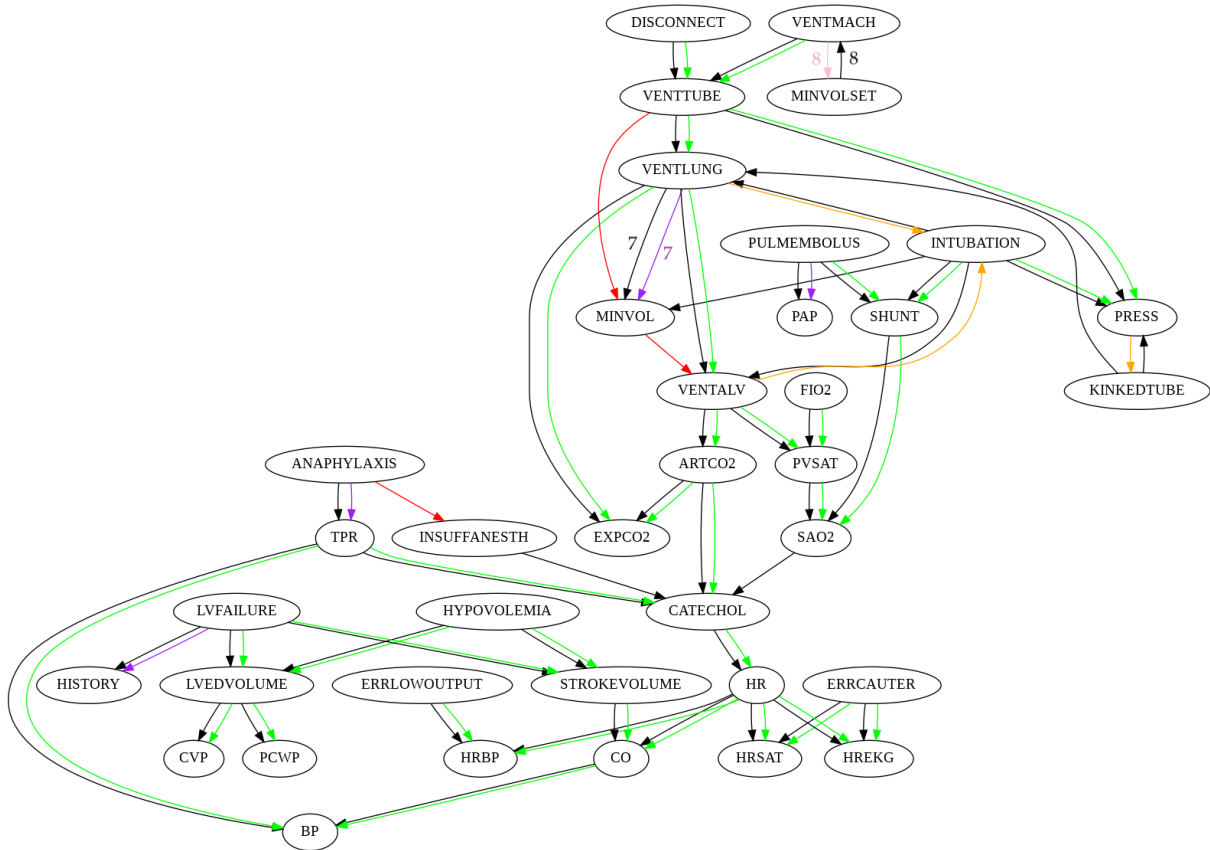 DISCONNECT VENTMACH
8 8
VENTTUBE MINVOLSET
VENTLUNG
7 7 PULMEMBOLUS INTUBATION
MINVOL PAP SHUNT PRESS
VENTALV FIO2 KINKEDTUBE
ANAPHYLAXIS ARTCO2 PVSAT
TPR INSUFFANESTH EXPCO2 SAO2
LVFAILURE HYPOVOLEMIA CATECHOL
HISTORY LVEDVOLUME ERRLOWOUTPUT STROKEVOLUME HR ERRCAUTER
CVP PCWP HRBP CO HRSAT HREKG
BP